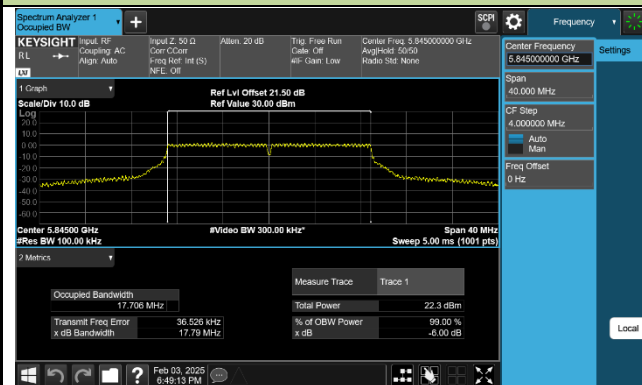 Spectrum Analyzer 1
Occupied BW
SCPI
Frequency
KEYSIGHT
RL
LXI
Input: RF
Coupling: AC
Align: Auto
Input Z: 50 Ω
Corr CCorr
Freq Ref: Int (S)
NFE: Off
Atten: 20 dB
Trig: Free Run
Gate: Off
#IF Gain: Low
Center Freq: 5.845000000 GHz
Avg|Hold: 50/50
Radio Std: None
Center Frequency
5.845000000 GHz
Settings
Span
40.000 MHz
CF Step
4.000000 MHz
Auto
Man
Freq Offset
0 Hz
Local
1 Graph
Scale/Div 10.0 dB
Ref Lvl Offset 21.50 dB
Ref Value 30.00 dBm
Log
20.0
10.0
0.00
-10.0
-20.0
-30.0
-40.0
-50.0
-60.0
Center 5.84500 GHz
#Video BW 300.00 kHz*
Span 40 MHz
#Res BW 100.00 kHz
Sweep 5.00 ms (1001 pts)
2 Metrics
Measure Trace
Trace 1
Occupied Bandwidth
17.706 MHz
Total Power
22.3 dBm
Transmit Freq Error
36.526 kHz
% of OBW Power
99.00 %
x dB Bandwidth
17.79 MHz
x dB
-6.00 dB
?
Feb 03, 2025
6:49:13 PM